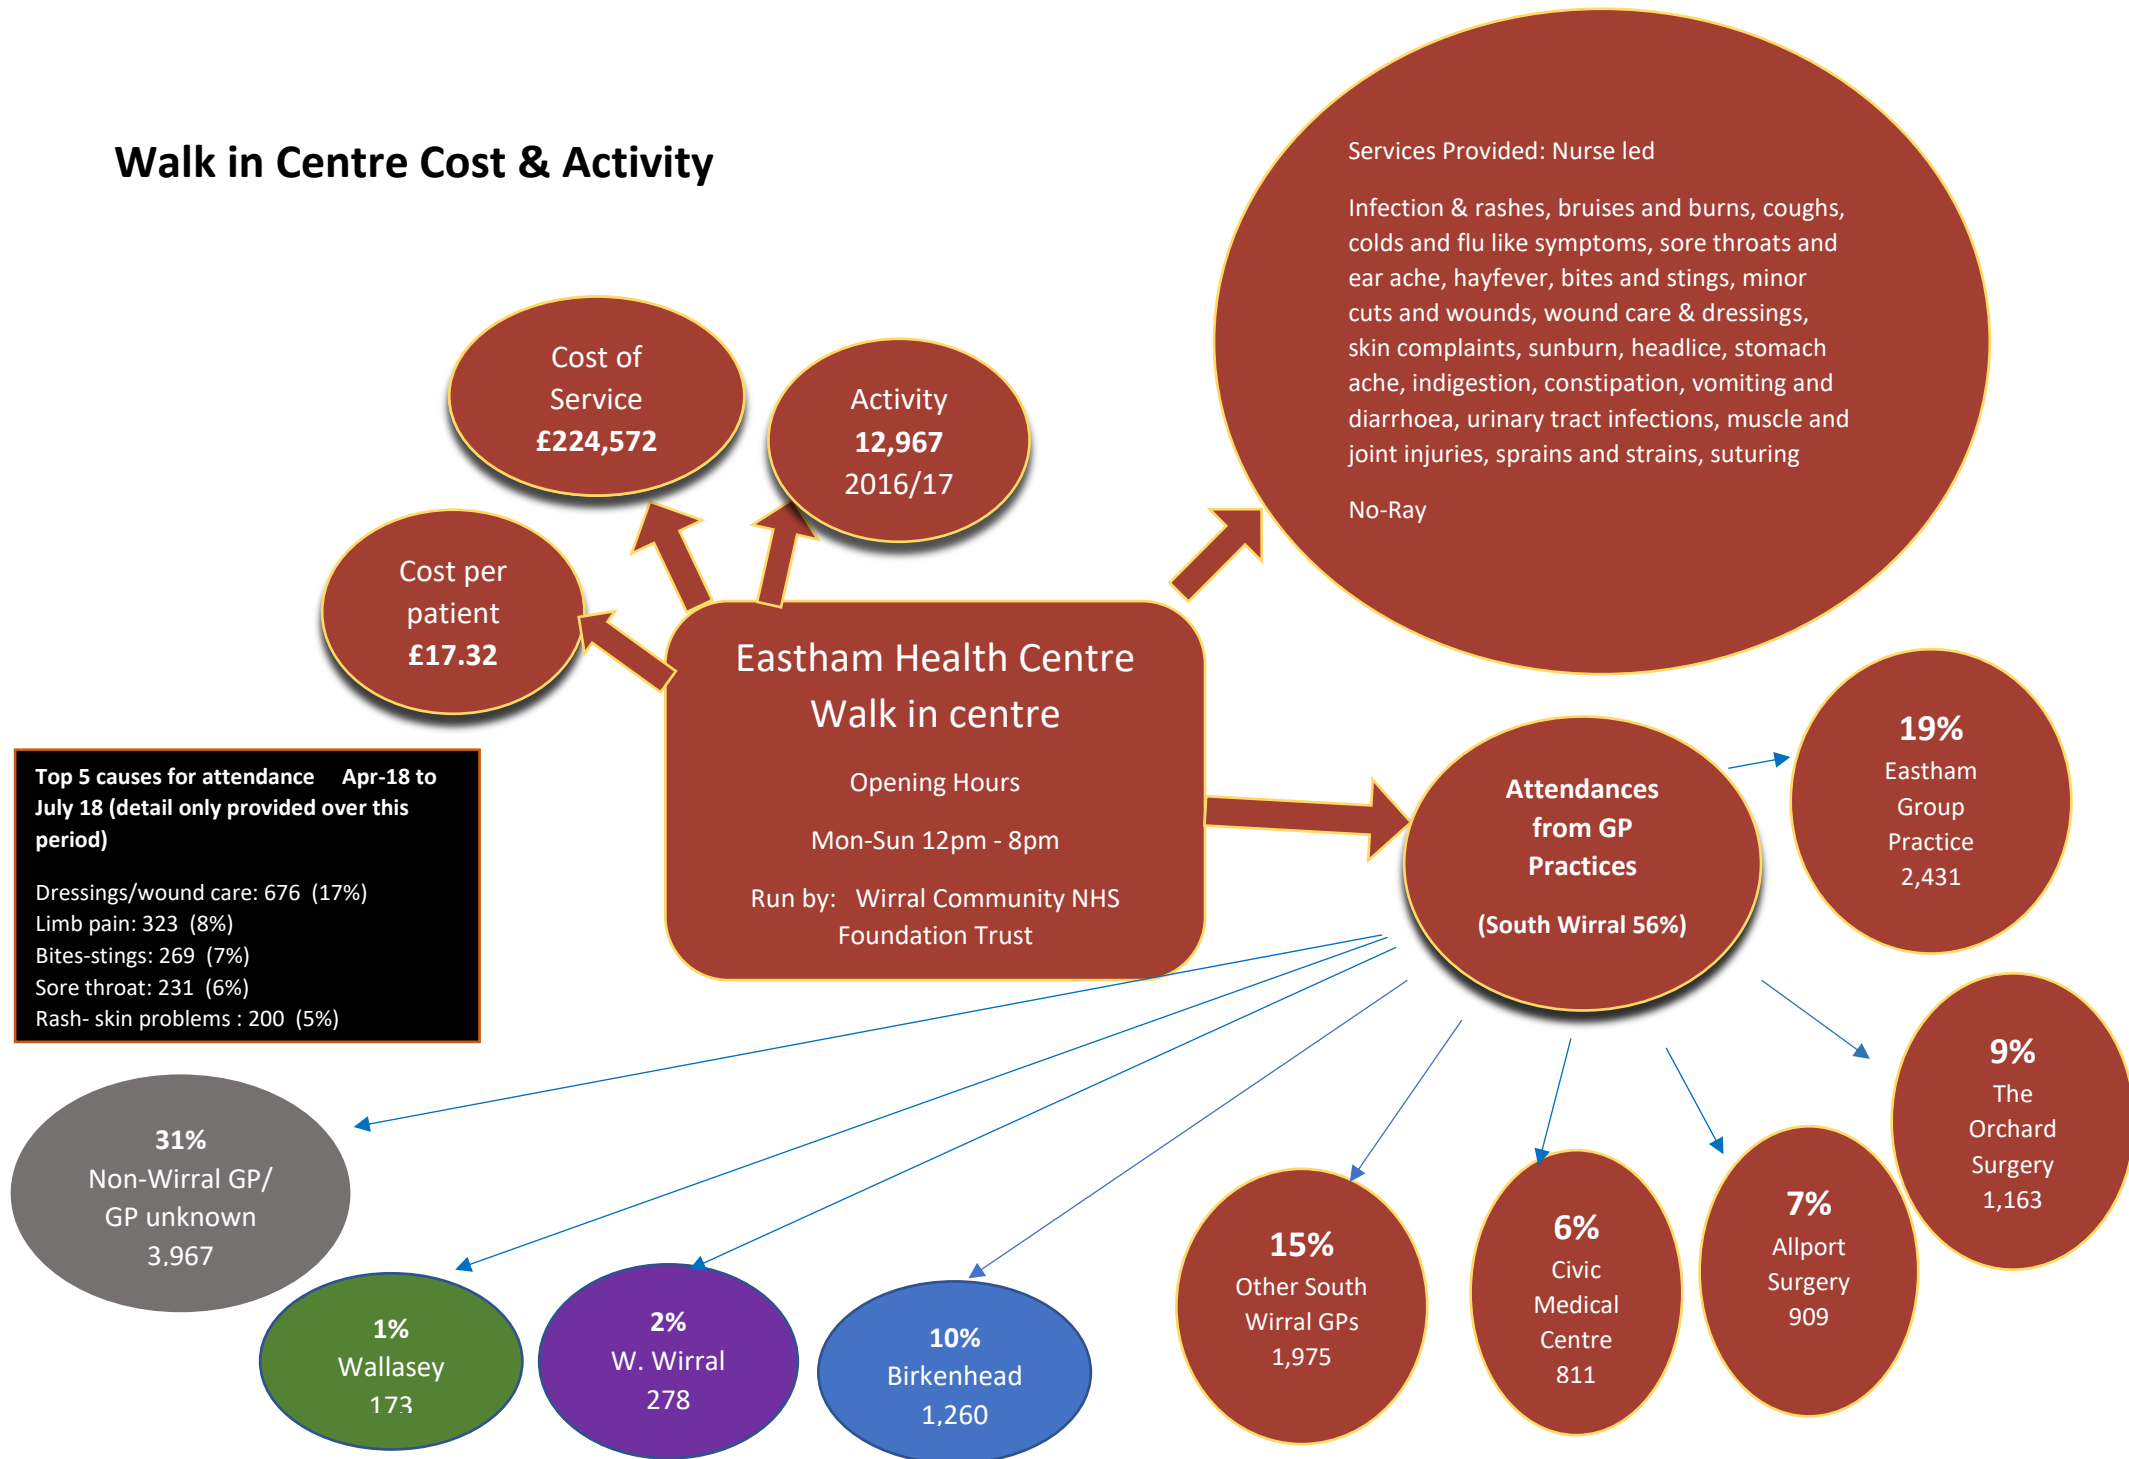 Walk in Centre Cost & Activity
Services Provided: Nurse led
Infection & rashes, bruises and burns, coughs,
colds and flu like symptoms, sore throats and
ear ache, hayfever, bites and stings, minor
cuts and wounds, wound care & dressings,
skin complaints, sunburn, headlice, stomach
ache, indigestion, constipation, vomiting and
diarrhoea, urinary tract infections, muscle and
joint injuries, sprains and strains, suturing
No-Ray
Cost of
Service
£224,572
Activity
12,967
2016/17
Cost per
patient
£17.32
Eastham Health Centre
Walk in centre
Opening Hours
Mon-Sun 12pm - 8pm
Run by:   Wirral Community NHS
Foundation Trust
Top 5 causes for attendance    Apr-18 to
July 18 (detail only provided over this
period)
Dressings/wound care: 676  (17%)
Limb pain: 323  (8%)
Bites-stings: 269  (7%)
Sore throat: 231  (6%)
Rash- skin problems : 200  (5%)
Attendances
from GP
Practices
(South Wirral 56%)
19%
Eastham
Group
Practice
2,431
9%
The
Orchard
Surgery
1,163
7%
Allport
Surgery
909
6%
Civic
Medical
Centre
811
15%
Other South
Wirral GPs
1,975
10%
Birkenhead
1,260
2%
W. Wirral
278
1%
Wallasey
173
31%
Non-Wirral GP/
GP unknown
3,967